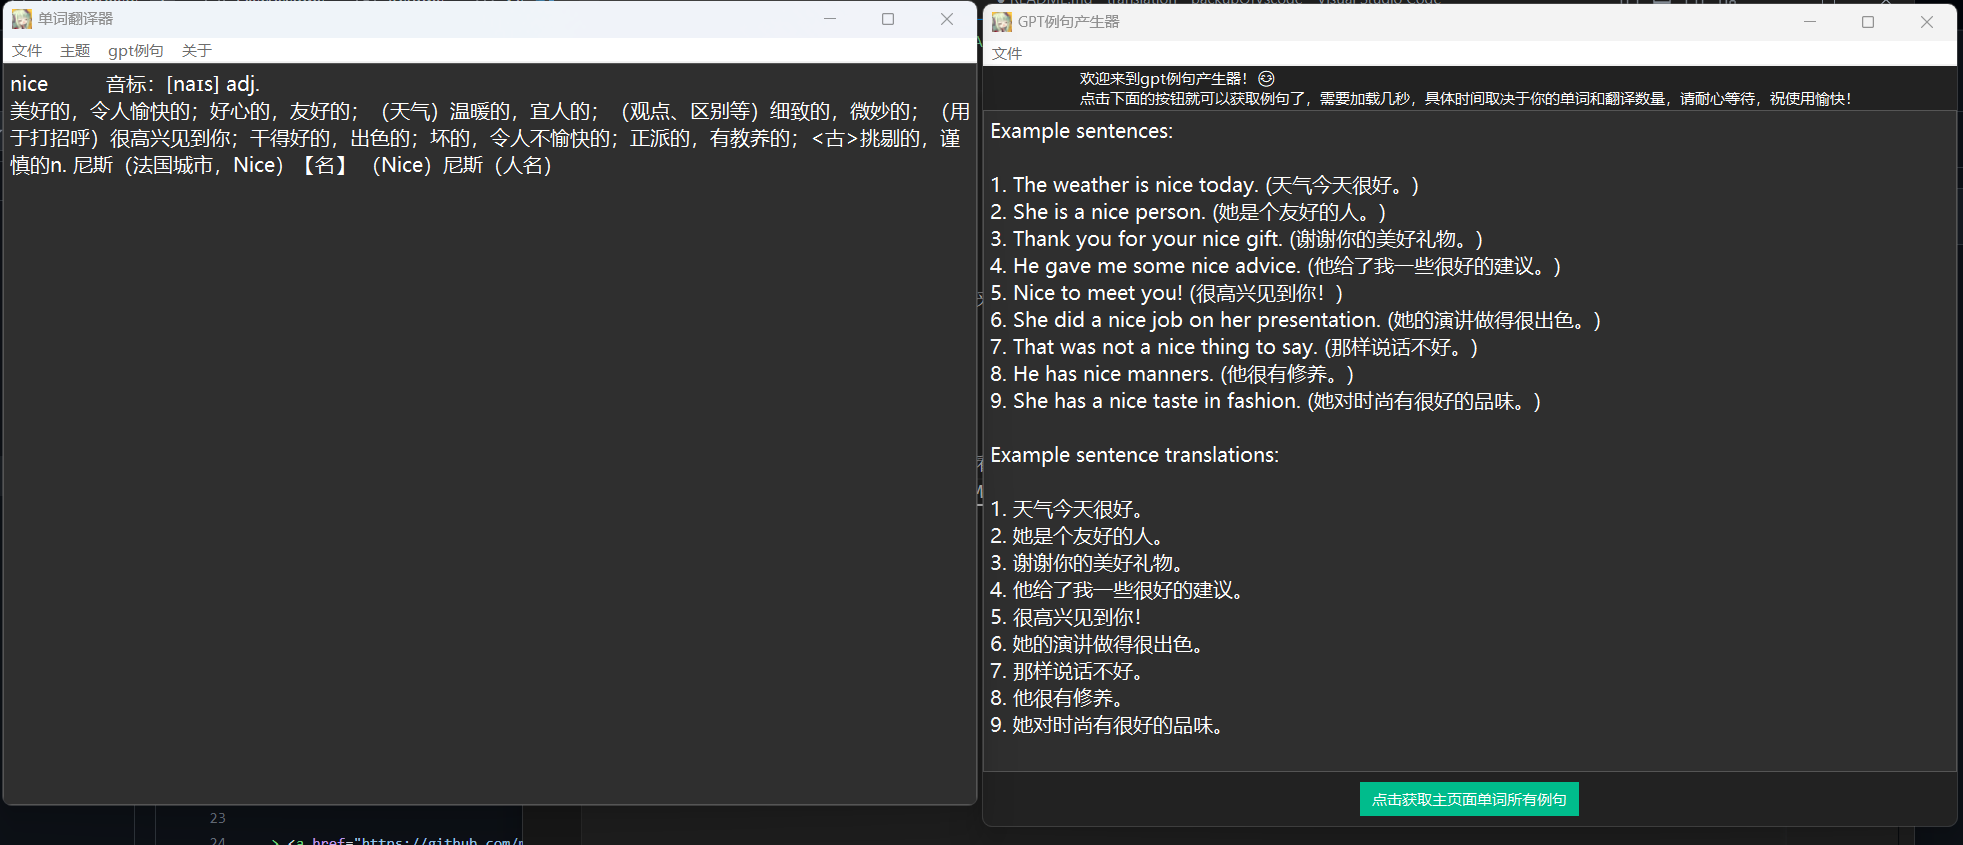 README.md - translation - backupOfVscode - Visual Studio Code
单词翻译器
文件 主题 gpt例句 关于
nice 音标：[naɪs] adj.
美好的，令人愉快的；好心的，友好的；（天气）温暖的，宜人的；（观点、区别等）细致的，微妙的；（用
于打招呼）很高兴见到你；干得好的，出色的；坏的，令人不愉快的；正派的，有教养的；<古>挑剔的，谨
慎的n. 尼斯（法国城市，Nice）【名】 （Nice）尼斯（人名）
GPT例句产生器
文件
欢迎来到gpt例句产生器！😊
点击下面的按钮就可以获取例句了，需要加载几秒，具体时间取决于你的单词和翻译数量，请耐心等待，祝使用愉快！
Example sentences:
1. The weather is nice today. (天气今天很好。)
2. She is a nice person. (她是个友好的人。)
3. Thank you for your nice gift. (谢谢你的美好礼物。)
4. He gave me some nice advice. (他给了我一些很好的建议。)
5. Nice to meet you! (很高兴见到你！)
6. She did a nice job on her presentation. (她的演讲做得很出色。)
7. That was not a nice thing to say. (那样说话不好。)
8. He has nice manners. (他很有修养。)
9. She has a nice taste in fashion. (她对时尚有很好的品味。)
Example sentence translations:
1. 天气今天很好。
2. 她是个友好的人。
3. 谢谢你的美好礼物。
4. 他给了我一些很好的建议。
5. 很高兴见到你！
6. 她的演讲做得很出色。
7. 那样说话不好。
8. 他很有修养。
9. 她对时尚有很好的品味。
点击获取主页面单词所有例句
23
24 > <a href="https://github.com/